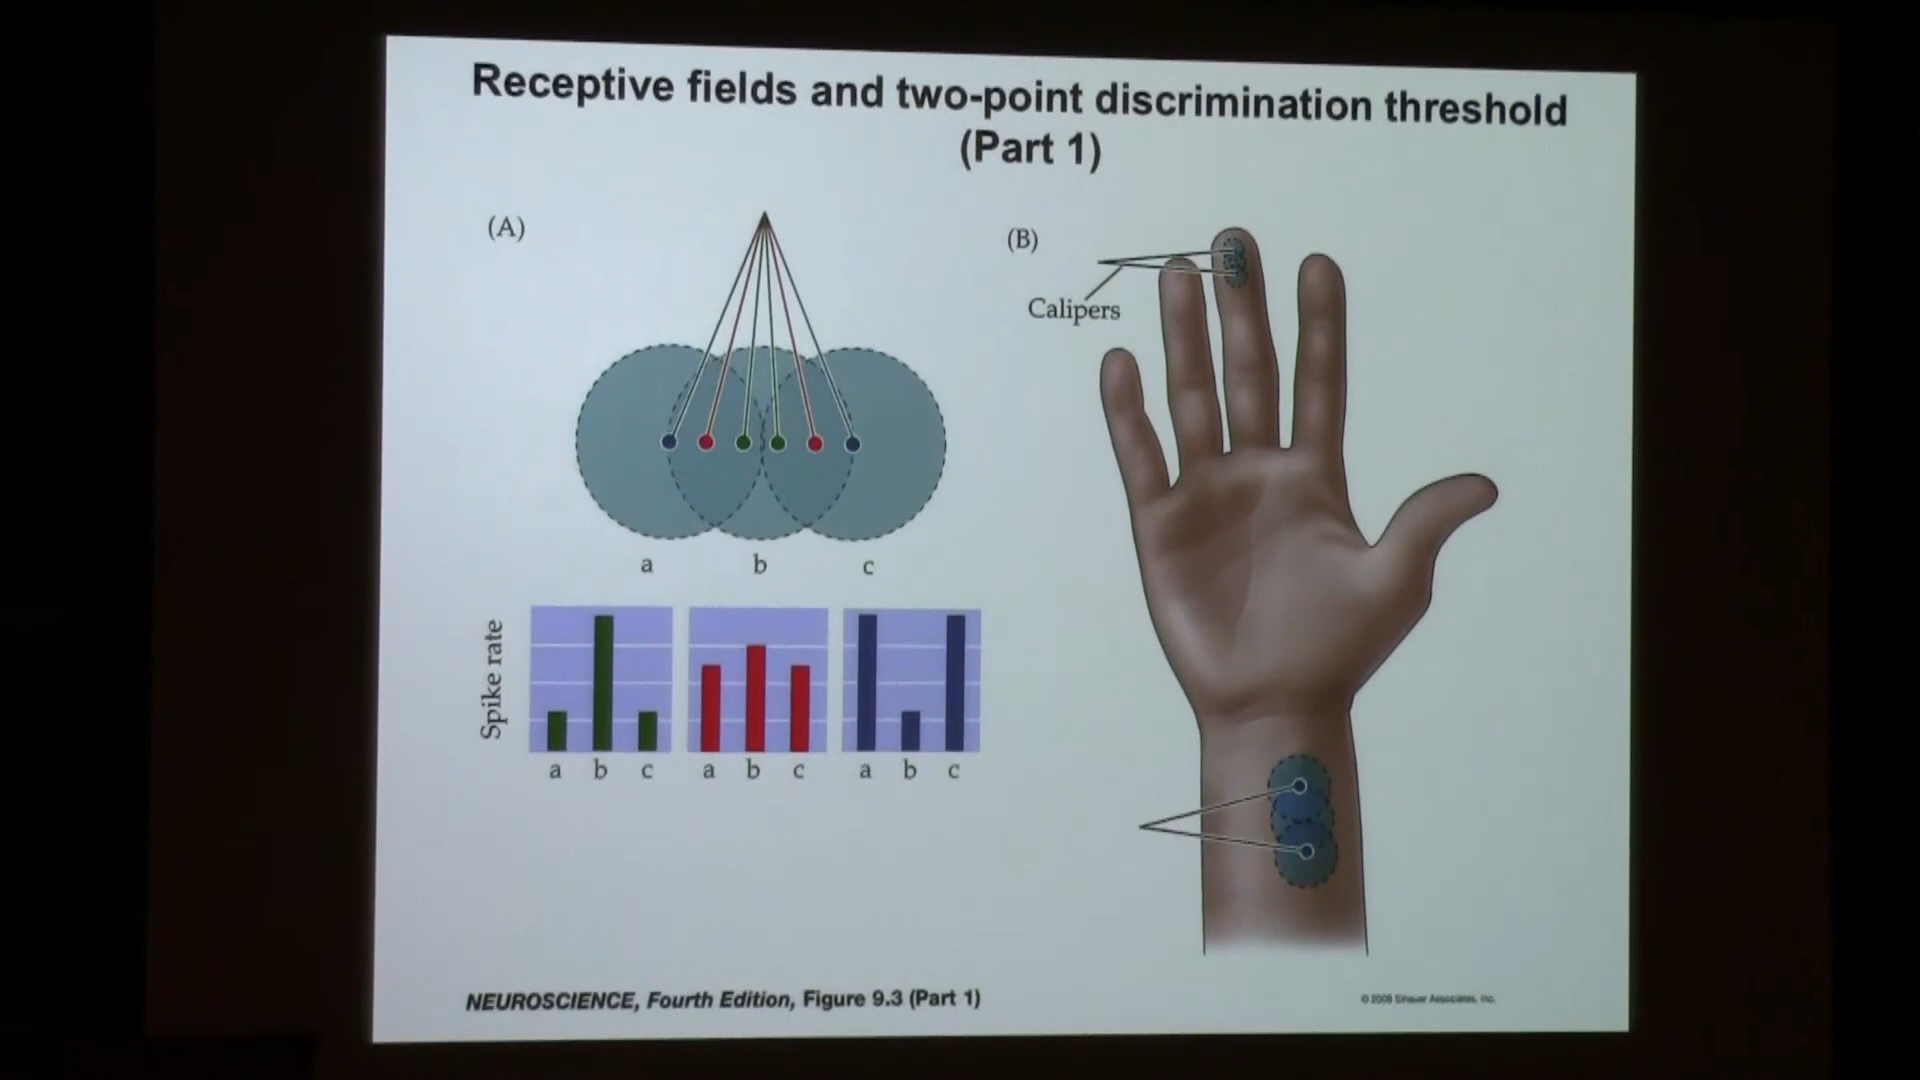 Receptive fields and two-point discrimination threshold
(Part 1)
(A)
(B)
Calipers
a b c
Spike rate
a b c a b c a b c
NEUROSCIENCE, Fourth Edition, Figure 9.3 (Part 1)
© 2008 Sinauer Associates, Inc.